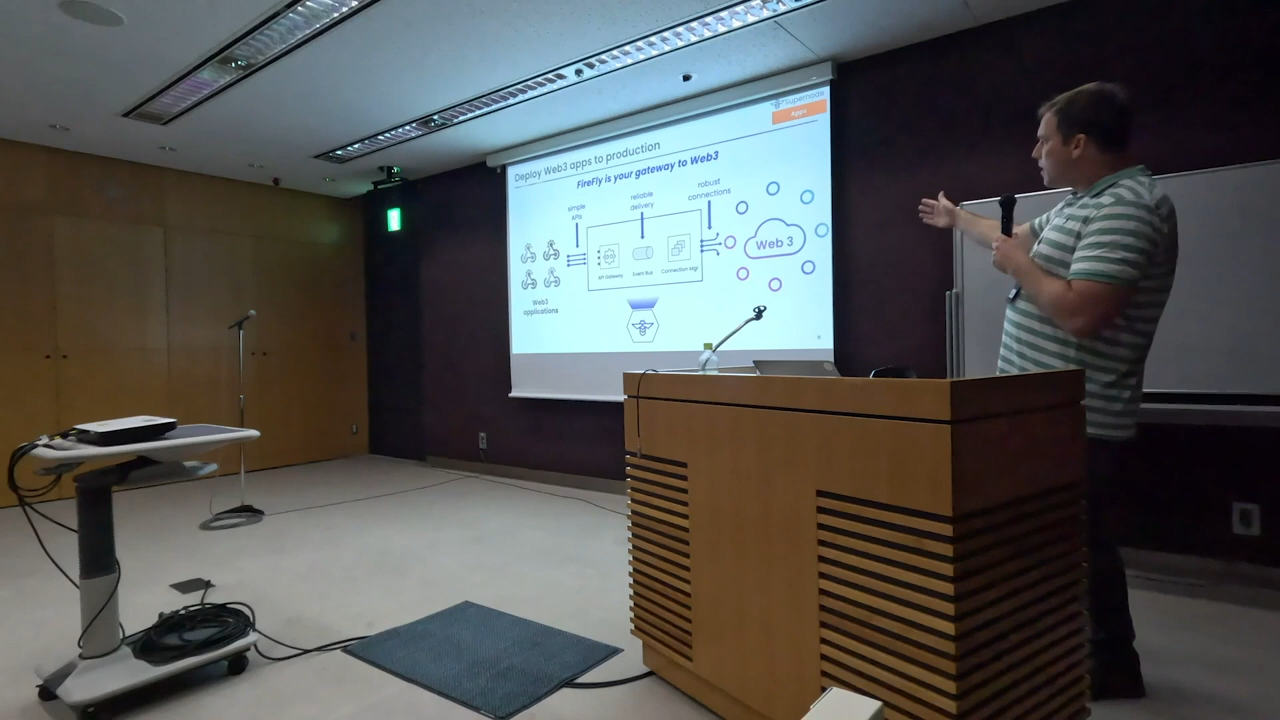 Supernode
Apps
Deploy Web3 apps to production
FireFly is your gateway to Web3
simple
APIs
reliable
delivery
robust
connections
API Gateway
Event Bus
Connection Mgr
Web 3
Web3
applications